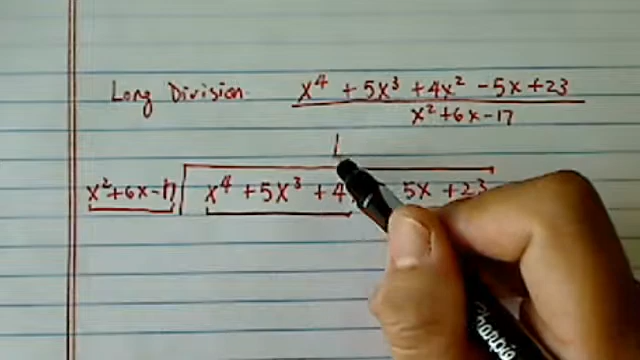 Long Division x⁴ + 5x³ + 4x² - 5x + 23
x² + 6x - 17
1
x² + 6x - 17 x⁴ + 5x³ + 4 5x + 23
Sharpie